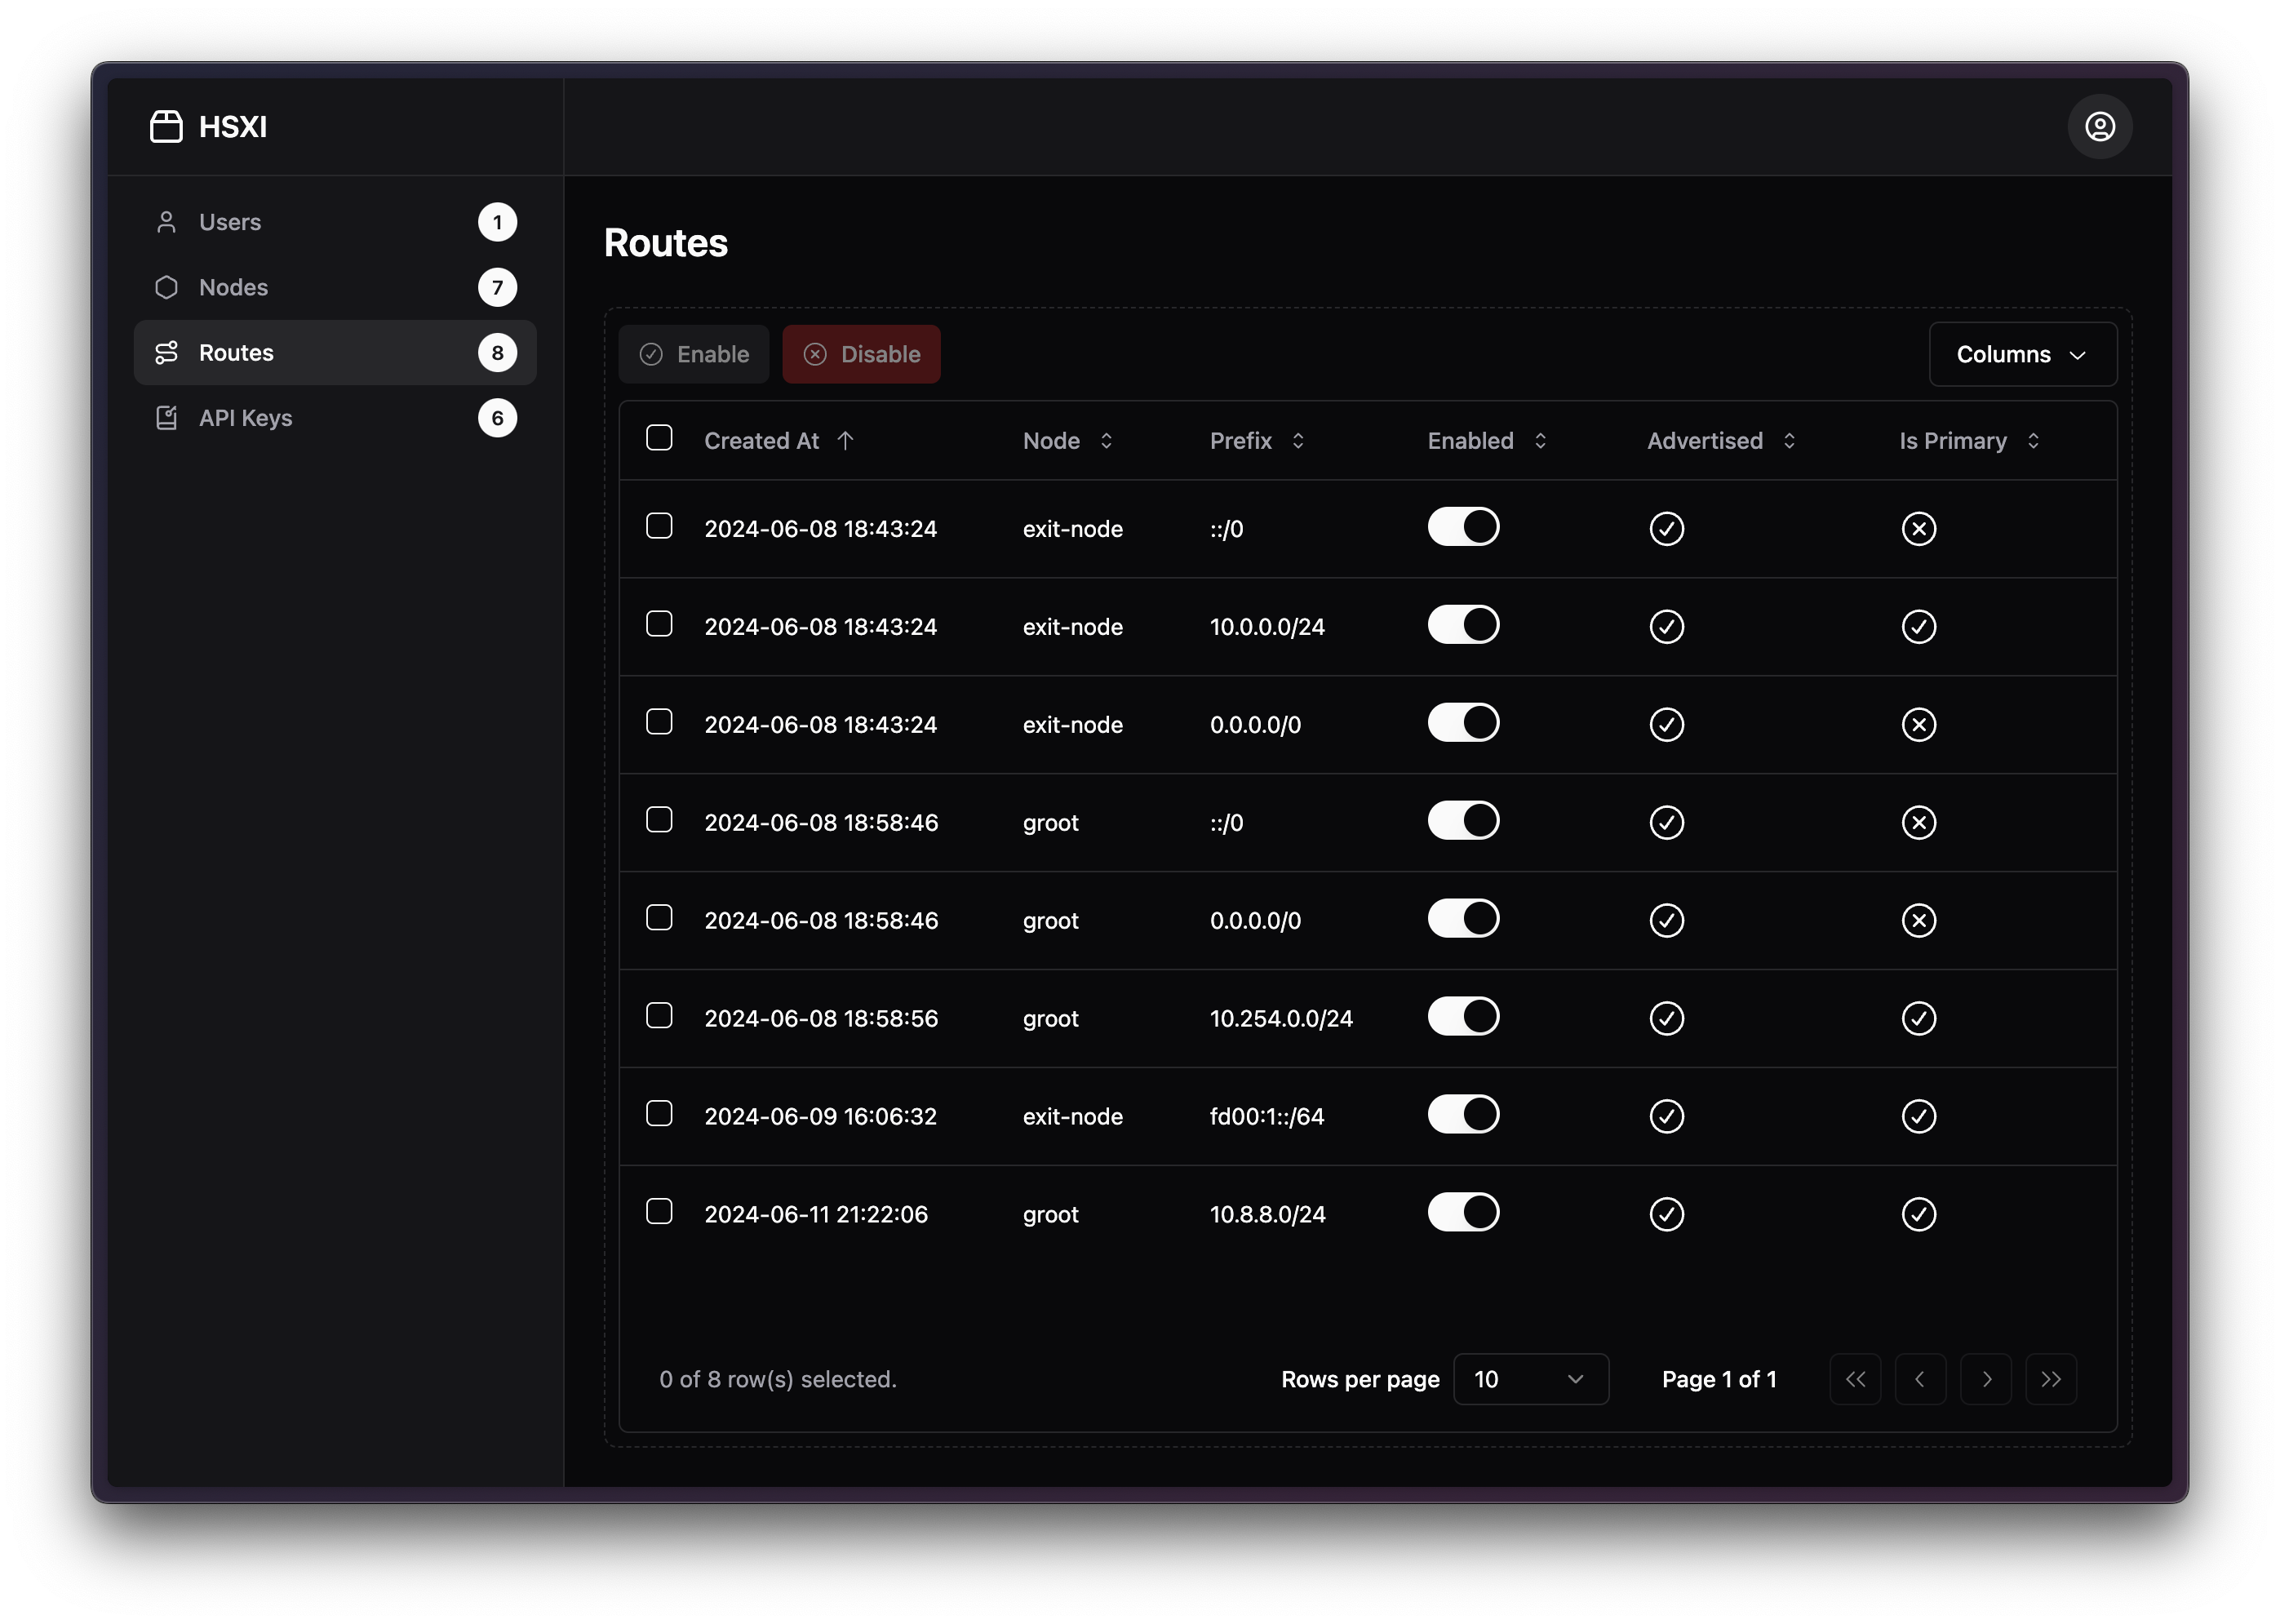 HSXI
Users 1
Nodes 7
Routes 8
API Keys 6
Routes
Enable Disable Columns
Created At Node Prefix Enabled Advertised Is Primary
2024-06-08 18:43:24 exit-node ::/0
2024-06-08 18:43:24 exit-node 10.0.0.0/24
2024-06-08 18:43:24 exit-node 0.0.0.0/0
2024-06-08 18:58:46 groot ::/0
2024-06-08 18:58:46 groot 0.0.0.0/0
2024-06-08 18:58:56 groot 10.254.0.0/24
2024-06-09 16:06:32 exit-node fd00:1::/64
2024-06-11 21:22:06 groot 10.8.8.0/24
0 of 8 row(s) selected. Rows per page 10 Page 1 of 1